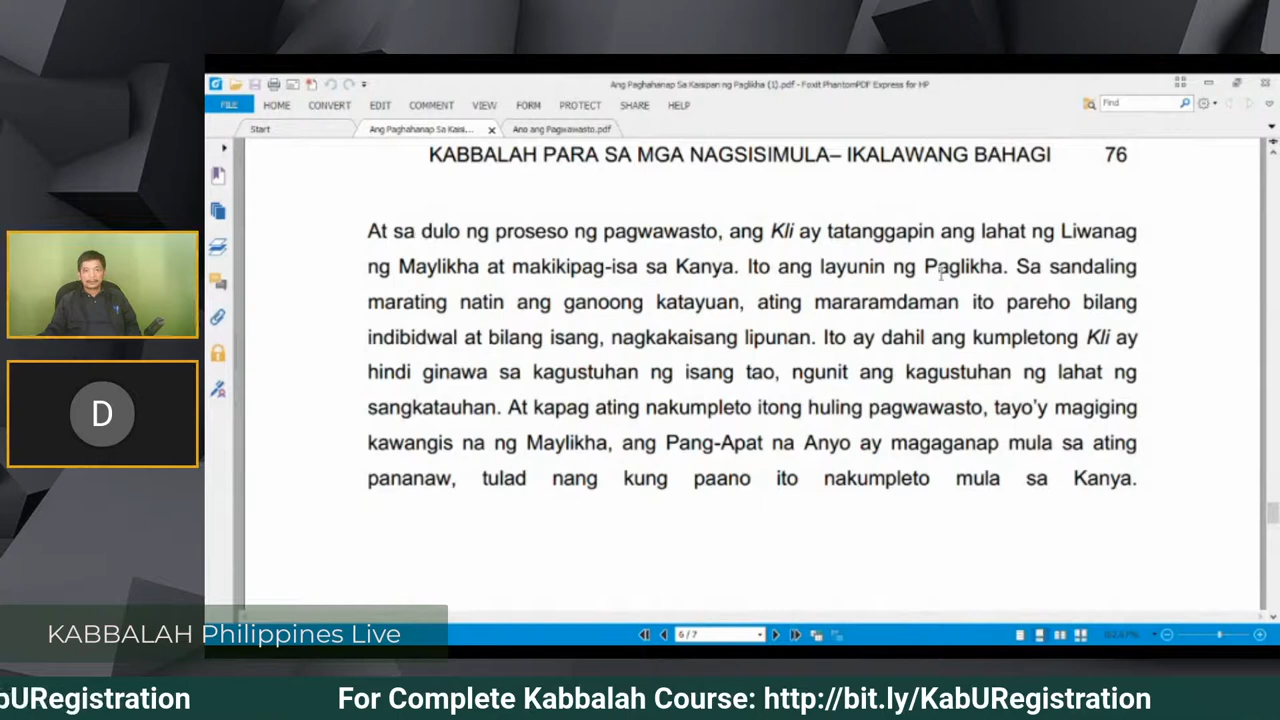 Ang Paghahanap Sa Kaisipan ng Paglikha (1).pdf - Foxit PhantomPDF Express for HP
FILE HOME CONVERT EDIT COMMENT VIEW FORM PROTECT SHARE HELP
Find
Start Ang Paghahanap Sa Kaisi... Ano ang Pagwawasto.pdf
KABBALAH PARA SA MGA NAGSISIMULA– IKALAWANG BAHAGI 76
At sa dulo ng proseso ng pagwawasto, ang Kli ay tatanggapin ang lahat ng Liwanag
ng Maylikha at makikipag-isa sa Kanya. Ito ang layunin ng Paglikha. Sa sandaling
marating natin ang ganoong katayuan, ating mararamdaman ito pareho bilang
indibidwal at bilang isang, nagkakaisang lipunan. Ito ay dahil ang kumpletong Kli ay
hindi ginawa sa kagustuhan ng isang tao, ngunit ang kagustuhan ng lahat ng
sangkatauhan. At kapag ating nakumpleto itong huling pagwawasto, tayo’y magiging
kawangis na ng Maylikha, ang Pang-Apat na Anyo ay magaganap mula sa ating
pananaw, tulad nang kung paano ito nakumpleto mula sa Kanya.
D
KABBALAH Philippines Live
6 / 7
bURegistration For Complete Kabbalah Course: http://bit.ly/KabURegistration